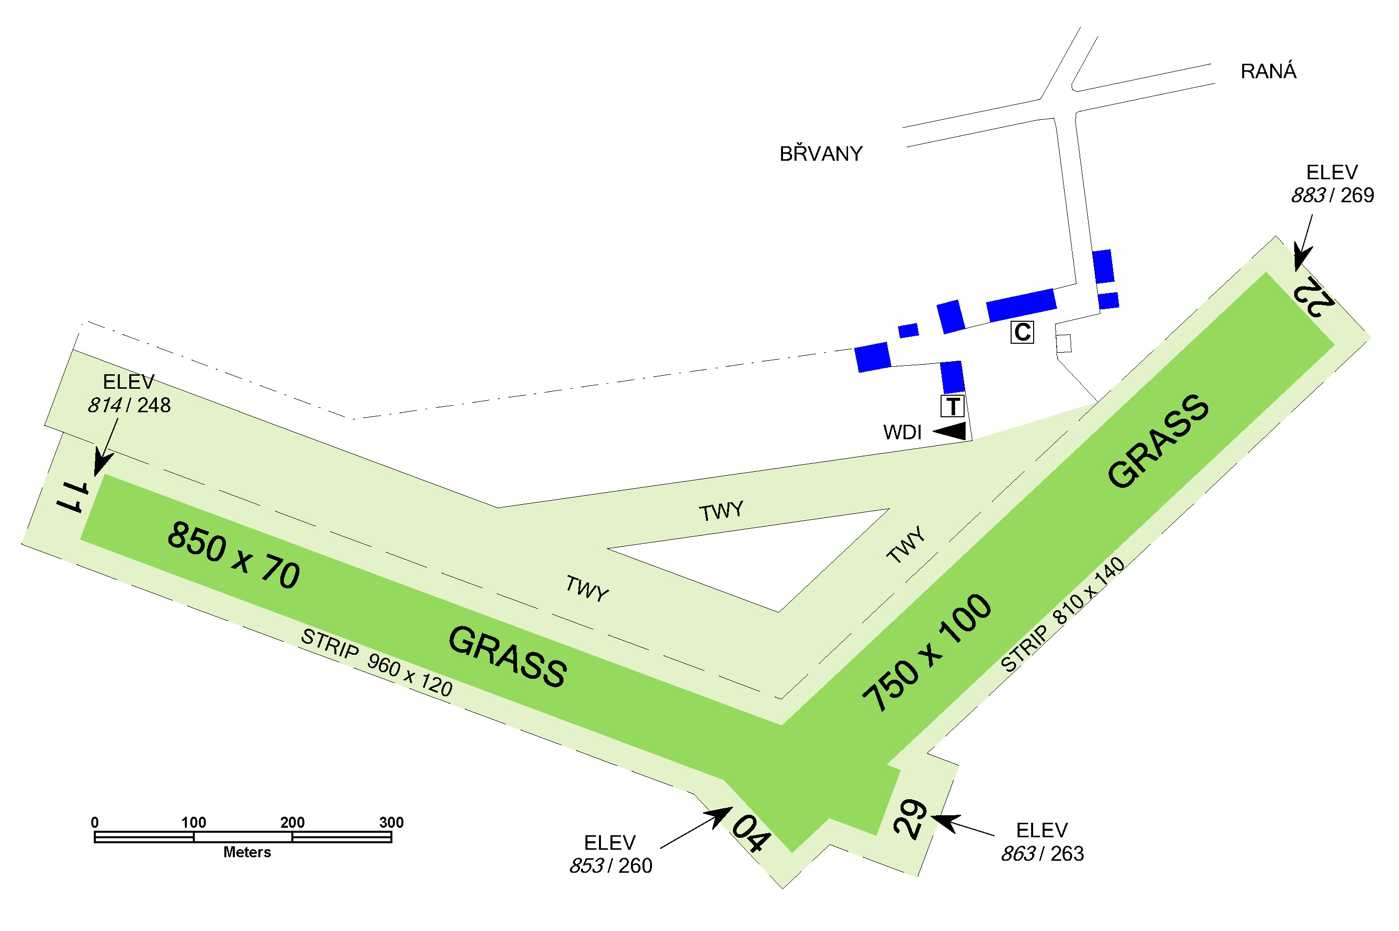 RANÁ
BŘVANY
ELEV
883 / 269
22
C
ELEV
814 / 248
T
WDI
GRASS
11
TWY
850 x 70
TWY
TWY
750 x 100
STRIP 810 x 140
GRASS
STRIP 960 x 120
0 100 200 300
Meters
04
29
ELEV
853 / 260
ELEV
863 / 263